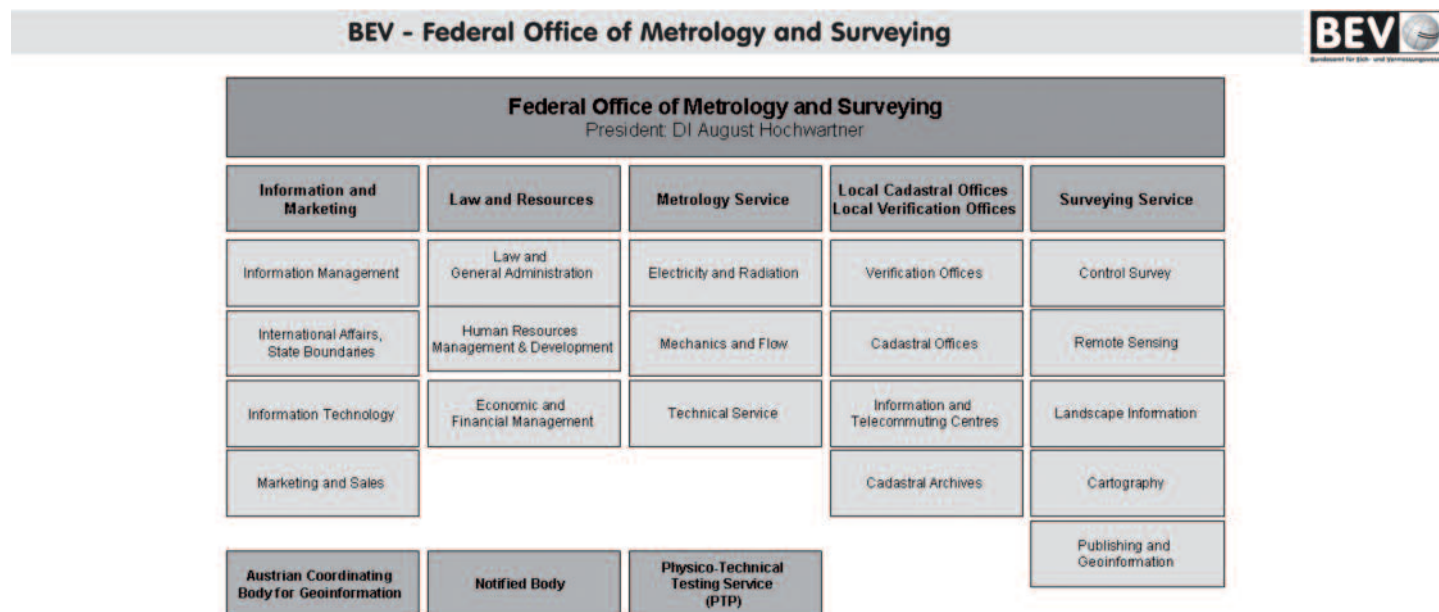 BEV - Federal Office of Metrology and Surveying
BEV
Bundesamt für Eich- und Vermessungswesen
Federal Office of Metrology and Surveying
President: DI August Hochwartner
Information and
Marketing
Law and Resources
Metrology Service
Local Cadastral Offices
Local Verification Offices
Surveying Service
Information Management
Law and
General Administration
Electricity and Radiation
Verification Offices
Control Survey
International Affairs,
State Boundaries
Human Resources
Management & Development
Mechanics and Flow
Cadastral Offices
Remote Sensing
Information Technology
Economic and
Financial Management
Technical Service
Information and
Telecommuting Centres
Landscape Information
Marketing and Sales
Cadastral Archives
Cartography
Publishing and
Geoinformation
Austrian Coordinating
Body for Geoinformation
Notified Body
Physico-Technical
Testing Service
(PTP)